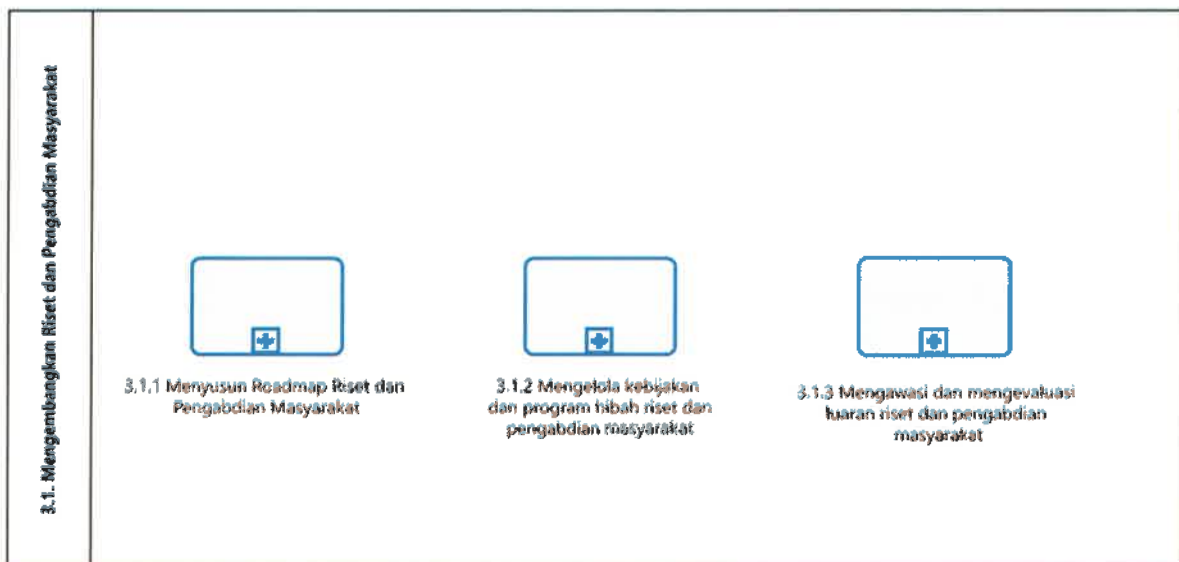 3.1. Mengembangkan Riset dan Pengabdian Masyarakat
3.1.1 Menyusun Roadmap Riset dan
Pengabdian Masyarakat
3.1.2 Mengelola kebijakan
dan program hibah riset dan
pengabdian masyarakat
3.1.3 Mengawasi dan mengevaluasi
luaran riset dan pengabdian
masyarakat